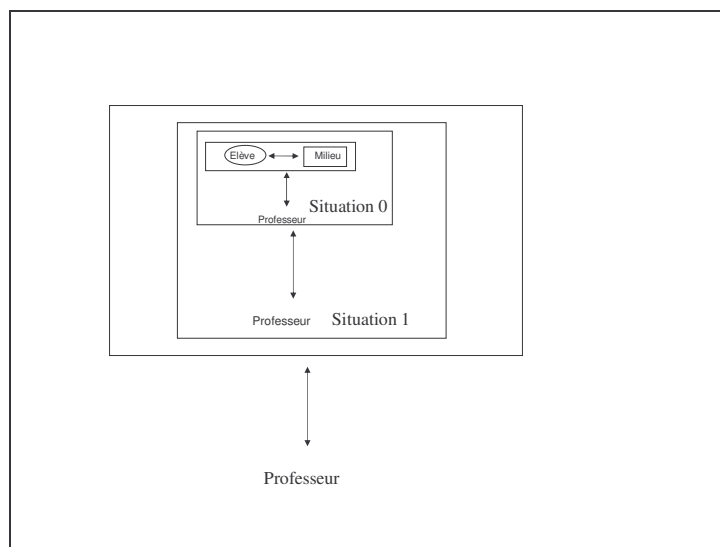 Elève Milieu
Situation 0
Professeur
Professeur Situation 1
Professeur